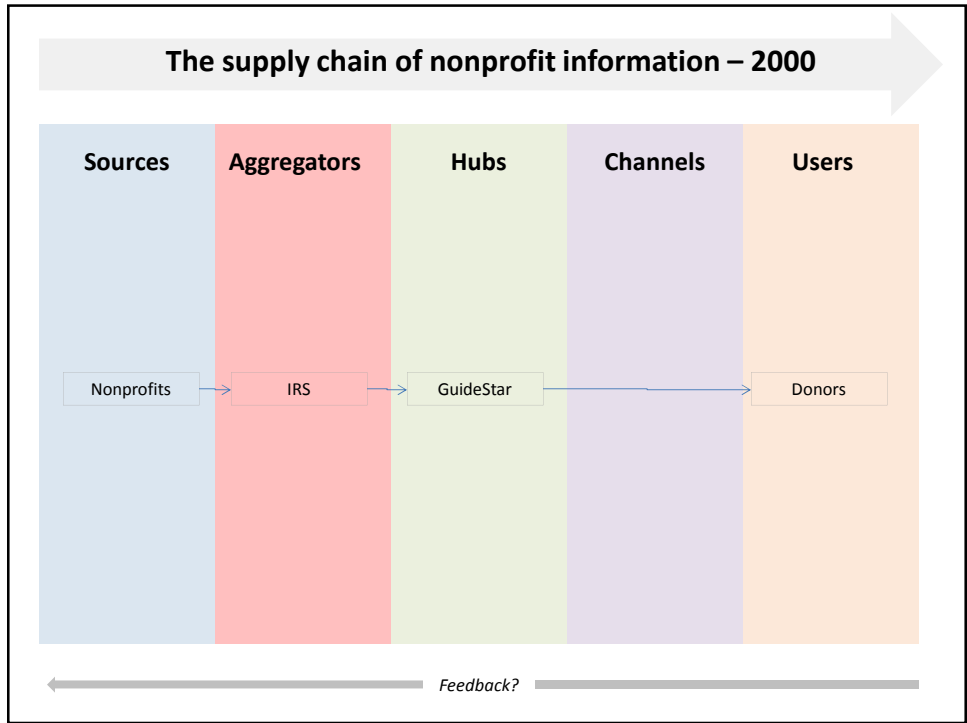 The supply chain of nonprofit information – 2000
Sources
Aggregators
Hubs
Channels
Users
Nonprofits
IRS
GuideStar
Donors
Feedback?